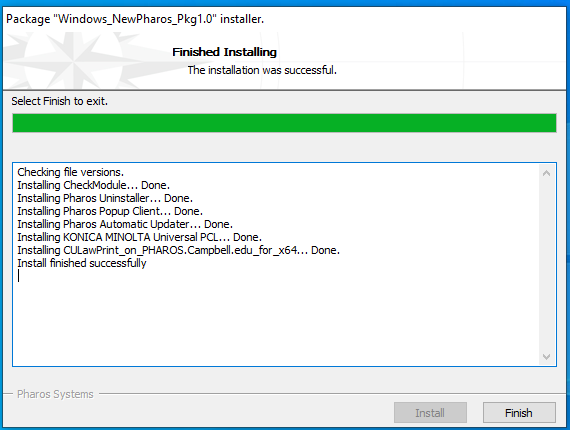 Package "Windows_NewPharos_Pkg1.0" installer.
Finished Installing
The installation was successful.
Select Finish to exit.
Checking file versions.
Installing CheckModule... Done.
Installing Pharos Uninstaller... Done.
Installing Pharos Popup Client... Done.
Installing Pharos Automatic Updater... Done.
Installing KONICA MINOLTA Universal PCL... Done.
Installing CULawPrint_on_PHAROS.Campbell.edu_for_x64... Done.
Install finished successfully
Pharos Systems
Install
Finish